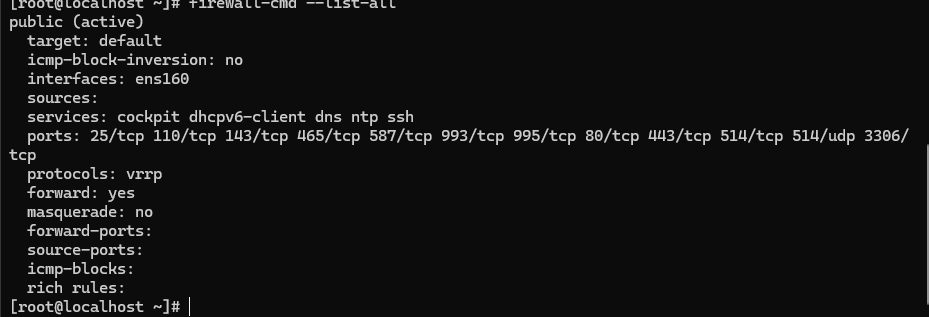 [root@localhost ~]# firewall-cmd --list-all
public (active)
  target: default
  icmp-block-inversion: no
  interfaces: ens160
  sources:
  services: cockpit dhcpv6-client dns ntp ssh
  ports: 25/tcp 110/tcp 143/tcp 465/tcp 587/tcp 993/tcp 995/tcp 80/tcp 443/tcp 514/tcp 514/udp 3306/
tcp
  protocols: vrrp
  forward: yes
  masquerade: no
  forward-ports:
  source-ports:
  icmp-blocks:
  rich rules:
[root@localhost ~]#